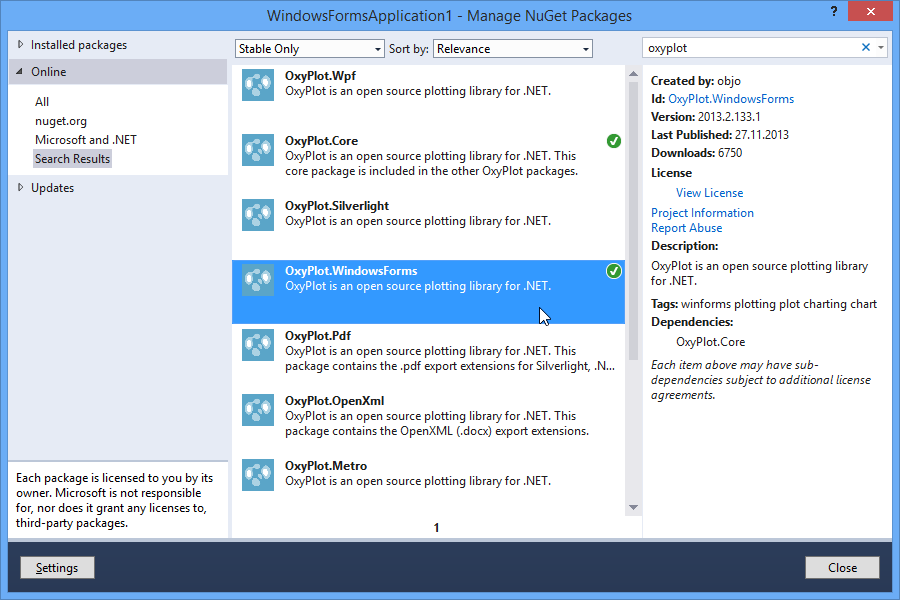 WindowsFormsApplication1 - Manage NuGet Packages
?
Installed packages
Online
All
nuget.org
Microsoft and .NET
Search Results
Updates
Each package is licensed to you by its
owner. Microsoft is not responsible
for, nor does it grant any licenses to,
third-party packages.
Stable Only
Sort by:
Relevance
OxyPlot.Wpf
OxyPlot is an open source plotting library for .NET.
OxyPlot.Core
OxyPlot is an open source plotting library for .NET. This
core package is included in the other OxyPlot packages.
OxyPlot.Silverlight
OxyPlot is an open source plotting library for .NET.
OxyPlot.WindowsForms
OxyPlot is an open source plotting library for .NET.
OxyPlot.Pdf
OxyPlot is an open source plotting library for .NET. This
package contains the .pdf export extensions for Silverlight, .N...
OxyPlot.OpenXml
OxyPlot is an open source plotting library for .NET. This
package contains the OpenXML (.docx) export extensions.
OxyPlot.Metro
OxyPlot is an open source plotting library for .NET.
1
oxyplot
Created by: objo
Id: OxyPlot.WindowsForms
Version: 2013.2.133.1
Last Published: 27.11.2013
Downloads: 6750
License
View License
Project Information
Report Abuse
Description:
OxyPlot is an open source plotting library
for .NET.
Tags: winforms plotting plot charting chart
Dependencies:
OxyPlot.Core
Each item above may have sub-
dependencies subject to additional license
agreements.
Settings
Close